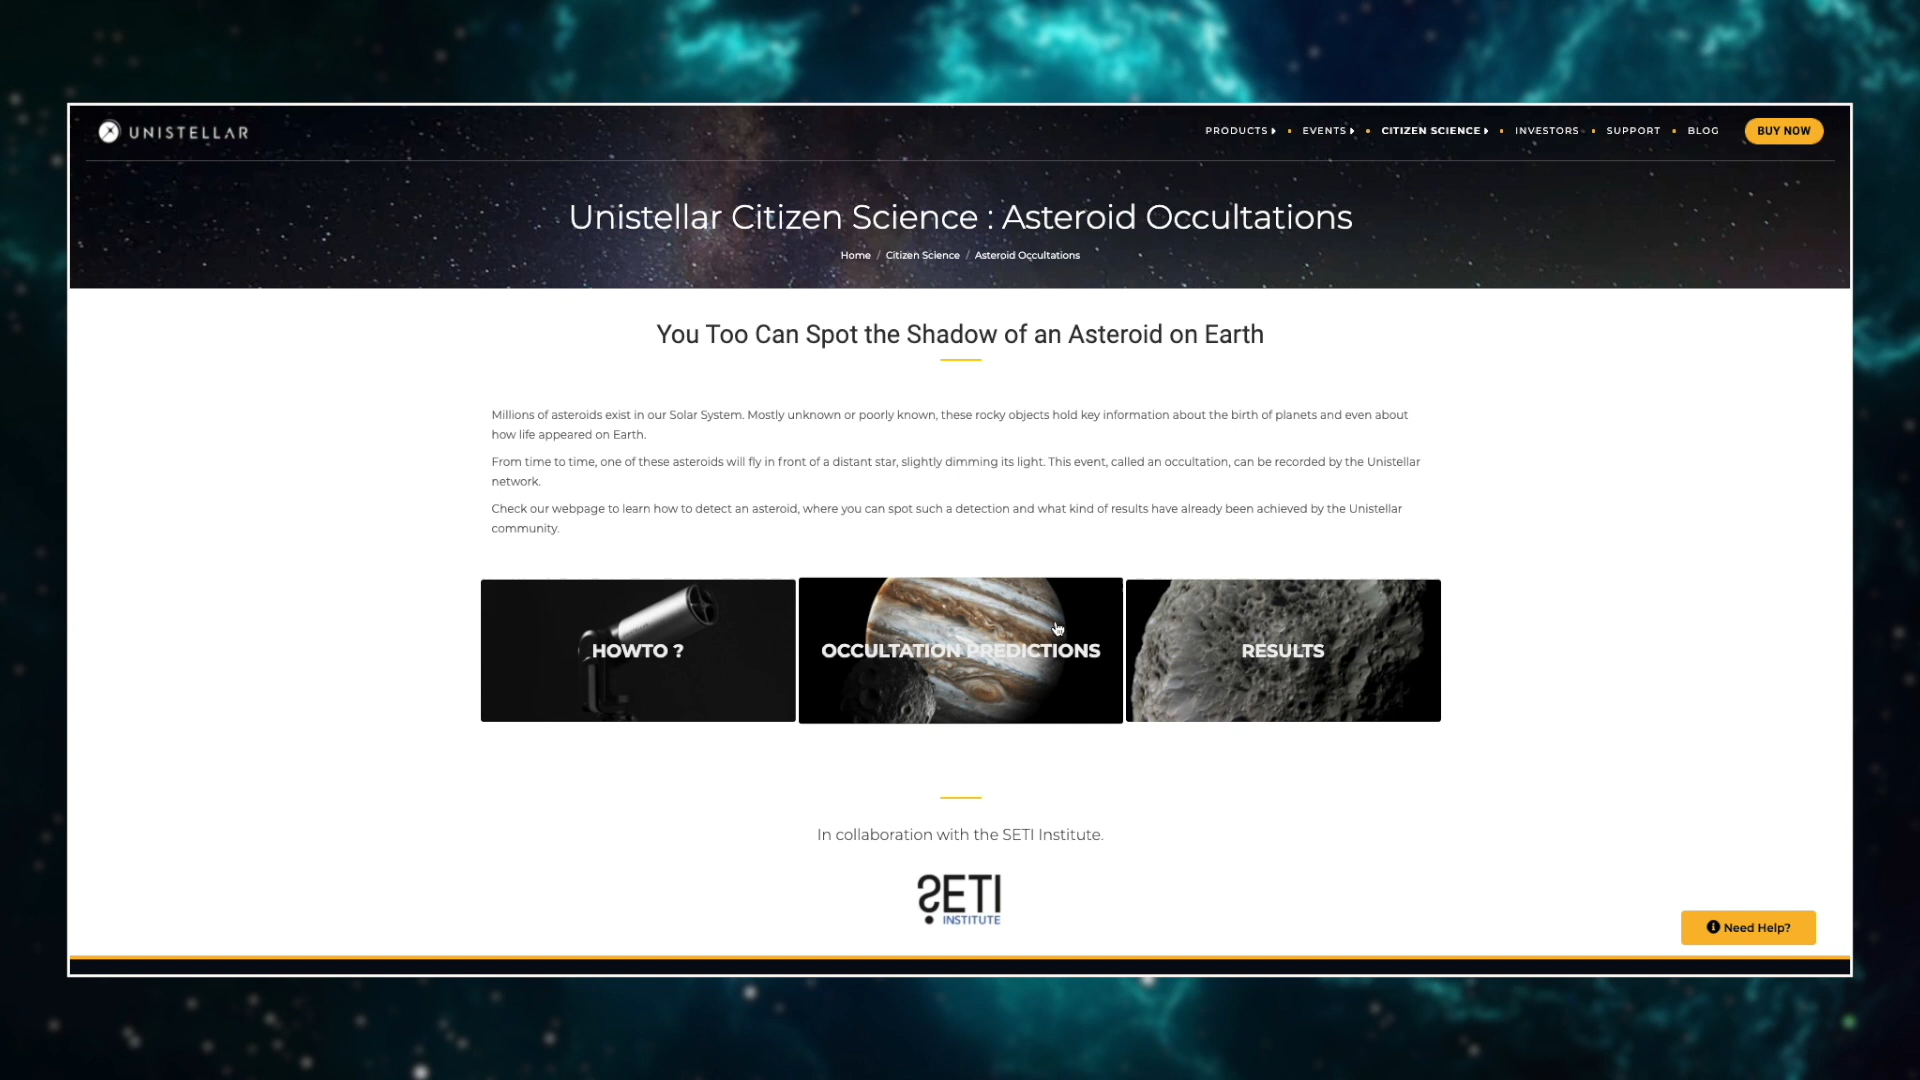 UNISTELLAR
PRODUCTS EVENTS CITIZEN SCIENCE INVESTORS SUPPORT BLOG BUY NOW
Unistellar Citizen Science : Asteroid Occultations
Home / Citizen Science / Asteroid Occultations
You Too Can Spot the Shadow of an Asteroid on Earth
Millions of asteroids exist in our Solar System. Mostly unknown or poorly known, these rocky objects hold key information about the birth of planets and even about
how life appeared on Earth.
From time to time, one of these asteroids will fly in front of a distant star, slightly dimming its light. This event, called an occultation, can be recorded by the Unistellar
network.
Check our webpage to learn how to detect an asteroid, where you can spot such a detection and what kind of results have already been achieved by the Unistellar
community.
HOWTO ?
OCCULTATION PREDICTIONS
RESULTS
In collaboration with the SETI Institute.
SETI
INSTITUTE
Need Help?